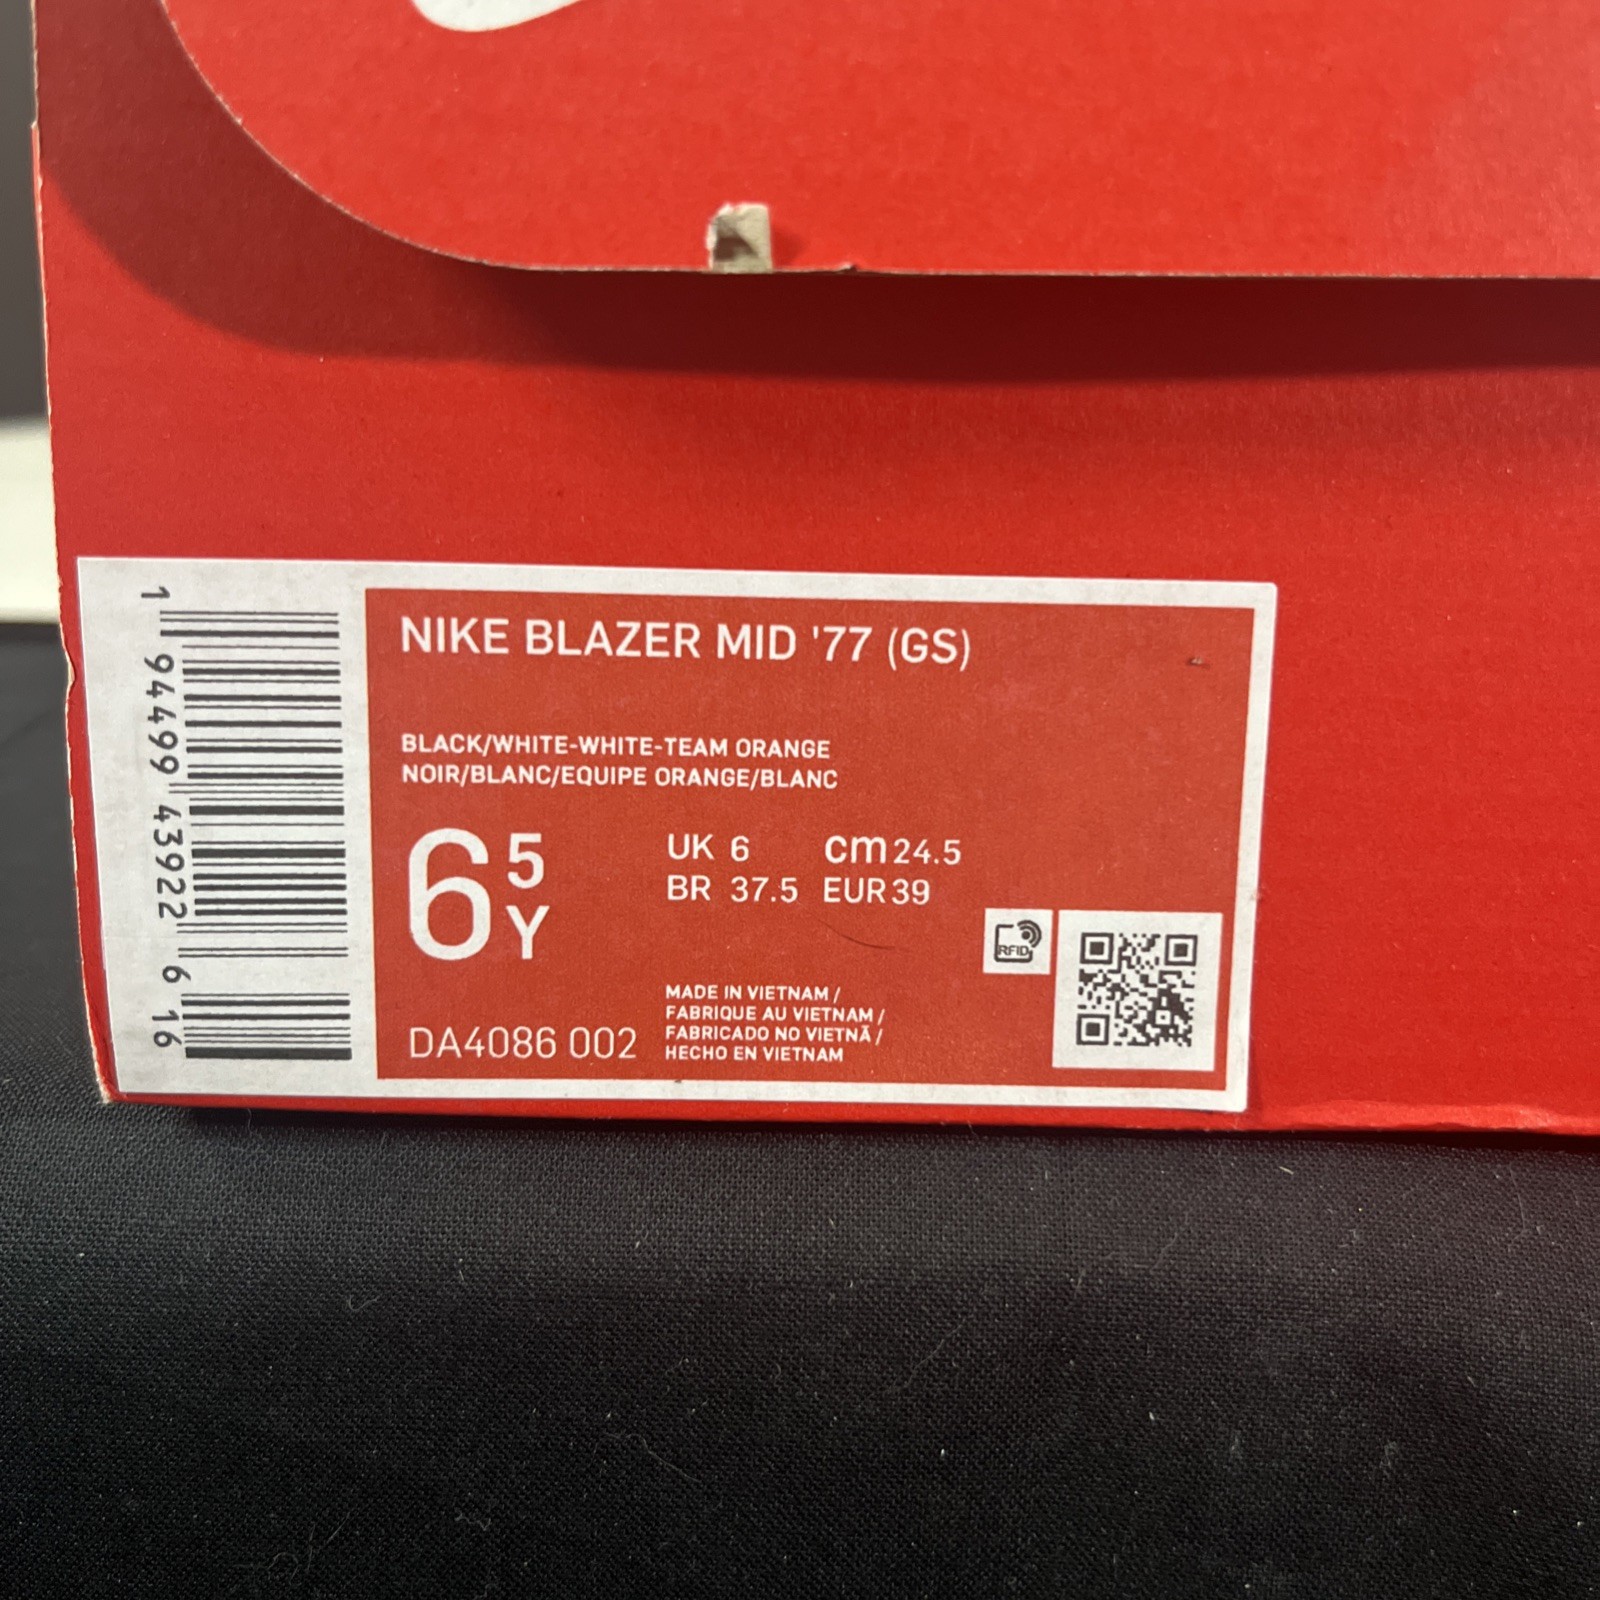 NIKE BLAZER MID '77 (GS)
BLACK/WHITE-WHITE-TEAM ORANGE
NOIR/BLANC/EQUIPE ORANGE/BLANC
6 5 Y
UK 6 cm 24.5
BR 37.5 EUR 39
RFID
MADE IN VIETNAM /
FABRIQUE AU VIETNAM /
FABRICADO NO VIETNÃ /
HECHO EN VIETNAM
DA4086 002
1 94499 43922 6 16